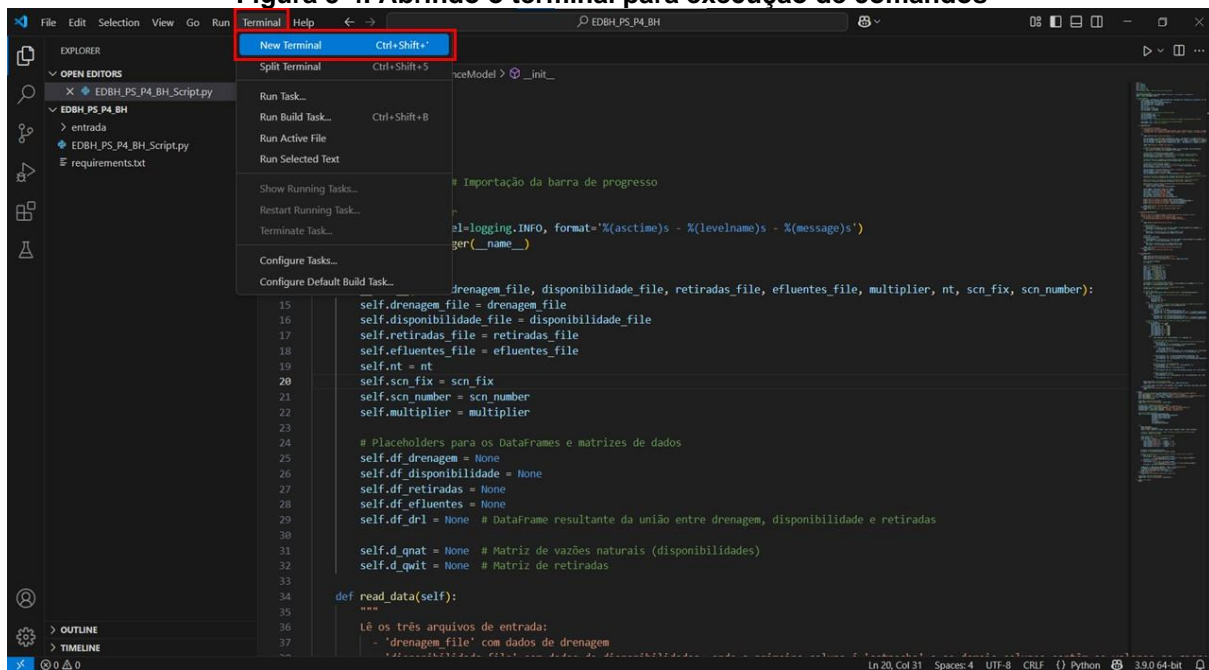 File Edit Selection View Go Run Terminal Help
EDBH_PS_P4_BH
EXPLORER
OPEN EDITORS
EDBH_PS_P4_BH_Script.py
EDBH_PS_P4_BH
entrada
EDBH_PS_P4_BH_Script.py
requirements.txt
OUTLINE
TIMELINE
New Terminal Ctrl+Shift+'
Split Terminal Ctrl+Shift+5
Run Task...
Run Build Task... Ctrl+Shift+B
Run Active File
Run Selected Text
Show Running Tasks...
Restart Running Task...
Terminate Task...
Configure Tasks...
Configure Default Build Task...
nceModel > __init__
# Importação da barra de progresso
el=logging.INFO, format='%(asctime)s - %(levelname)s - %(message)s')
ger(__name__)
drenagem_file, disponibilidade_file, retiradas_file, efluentes_file, multiplier, nt, scn_fix, scn_number):
15 self.drenagem_file = drenagem_file
16 self.disponibilidade_file = disponibilidade_file
17 self.retiradas_file = retiradas_file
18 self.efluentes_file = efluentes_file
19 self.nt = nt
20 self.scn_fix = scn_fix
21 self.scn_number = scn_number
22 self.multiplier = multiplier
23
24 # Placeholders para os DataFrames e matrizes de dados
25 self.df_drenagem = None
26 self.df_disponibilidade = None
27 self.df_retiradas = None
28 self.df_efluentes = None
29 self.df_drl = None # DataFrame resultante da união entre drenagem, disponibilidade e retiradas
30
31 self.d_qnat = None # Matriz de vazões naturais (disponibilidades)
32 self.d_qwit = None # Matriz de retiradas
33
34 def read_data(self):
35 """
36 Lê os três arquivos de entrada:
37 - 'drenagem_file' com dados de drenagem
0 0
Ln 20, Col 31 Spaces: 4 UTF-8 CRLF {} Python 3.9.0 64-bit